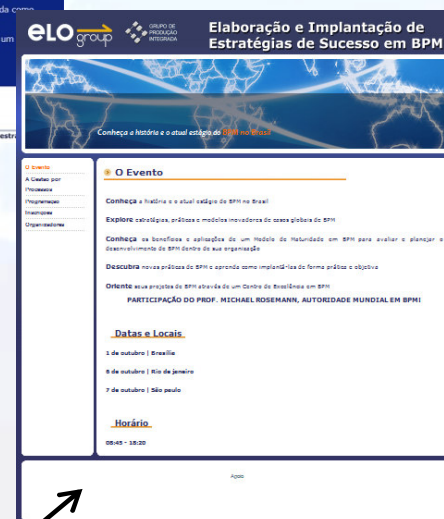 da como
um
estra
elo group
GRUPO DE
PRODUÇÃO
INTEGRADA
Elaboração e Implantação de
Estratégias de Sucesso em BPM
Conheça a história e o atual estágio do BPM no Brasil
O Evento
A Gestao por
Processos
Programação
Inscrições
Organizadores
O Evento
Conheça a história e o atual estágio de BPM no Brasil
Explore estratégias, práticas e modelos inovadores de cases globais de BPM
Conheça os benefícios e aplicações de um Modelo de Maturidade em BPM para avaliar e planejar o
desenvolvimento de BPM dentro de sua organização
Descubra novas práticas de BPM e aprenda como implantá-las de forma prática e objetiva
Oriente seus projetos de BPM através de um Centro de Excelência em BPM
PARTICIPAÇÃO DO PROF. MICHAEL ROSEMANN, AUTORIDADE MUNDIAL EM BPMI
Datas e Locais
1 de outubro | Brasília
6 de outubro | Rio de janeiro
7 de outubro | São paulo
Horário
08:45 - 18:20
Apoio